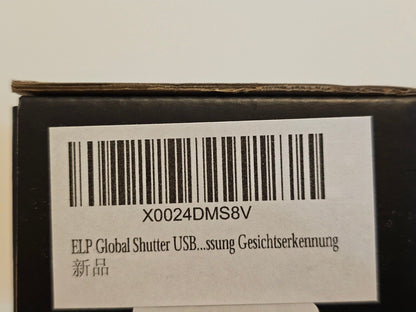 X0024DMS8V
ELP Global Shutter USB...ssung Gesichtserkennung
新品